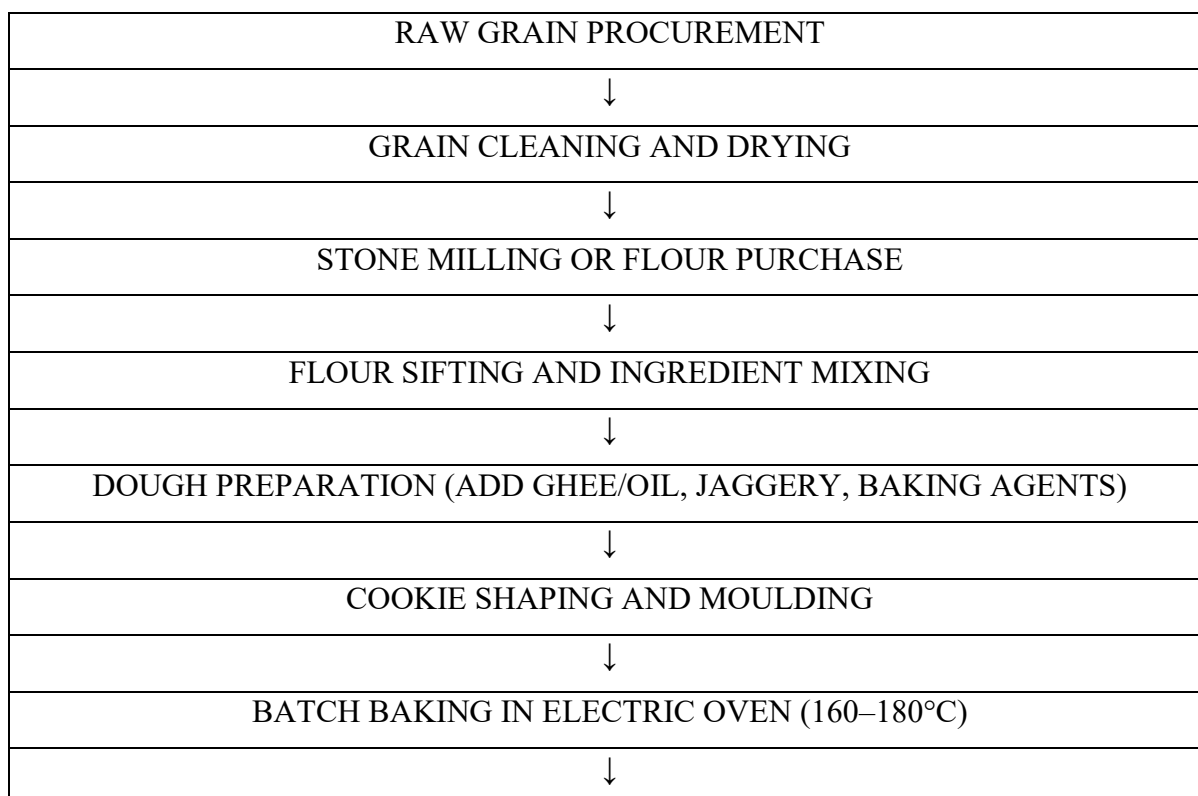 RAW GRAIN PROCUREMENT
↓
GRAIN CLEANING AND DRYING
↓
STONE MILLING OR FLOUR PURCHASE
↓
FLOUR SIFTING AND INGREDIENT MIXING
↓
DOUGH PREPARATION (ADD GHEE/OIL, JAGGERY, BAKING AGENTS)
↓
COOKIE SHAPING AND MOULDING
↓
BATCH BAKING IN ELECTRIC OVEN (160–180°C)
↓